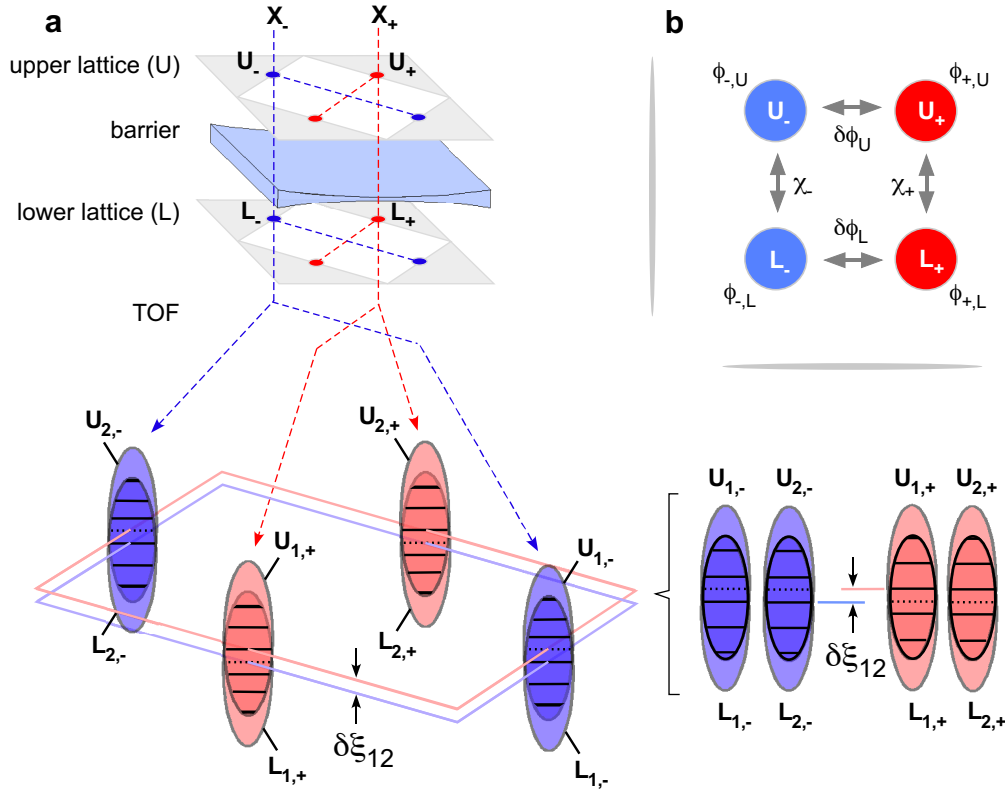 a
X₋
X₊
upper lattice (U)
U₋
U₊
barrier
lower lattice (L)
L₋
L₊
TOF
U₂,₋
U₂,₊
U₁,₊
U₁,₋
L₂,₋
L₂,₊
δξ₁₂
L₁,₊
L₁,₋
b
ϕ₋,U
ϕ₊,U
U₋
U₊
δϕU
χ₋
χ₊
δϕL
L₋
L₊
ϕ₋,L
ϕ₊,L
U₁,₋ U₂,₋ U₁,₊ U₂,₊
δξ₁₂
L₁,₋ L₂,₋ L₁,₊ L₂,₊